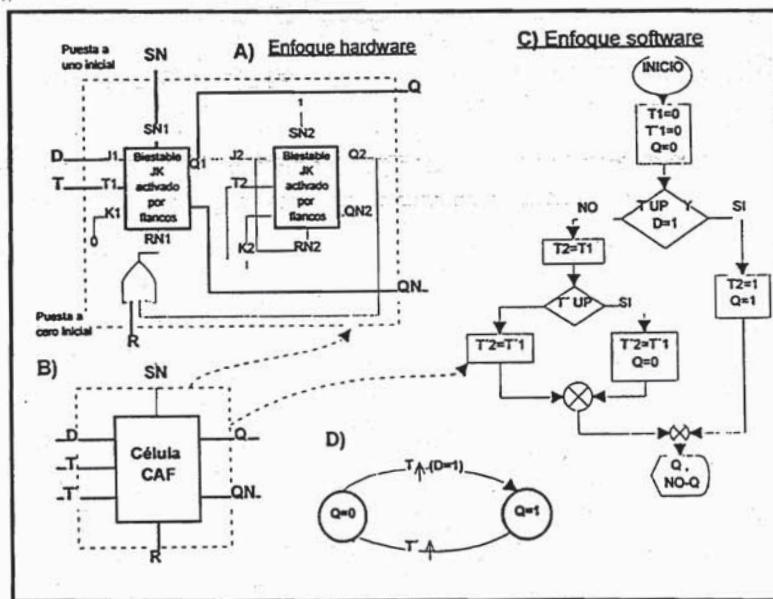 A) Enfoque hardware
Puesta a
uno inicial
SN
SN1
D
T
J1
T1
K1
0
Biestable
JK
activado
por
flancos
Q1
RN1
Q
1
SN2
J2
T2
K2
Biestable
JK
activado
por
flancos
Q2
QN2
RN2
QN
Puesta a
cero inicial
R
B)
SN
D
T
T´
Célula
CAF
Q
QN
R
C) Enfoque software
INICIO
T1=0
T´1=0
Q=0
T UP Y
D=1
NO
SI
T2=T1
T2=1
Q=1
T´ UP
SI
T´2=T´1
T´2=T´1
Q=0
Q ,
NO-Q
D)
T (D=1)
Q=0
Q=1
T´